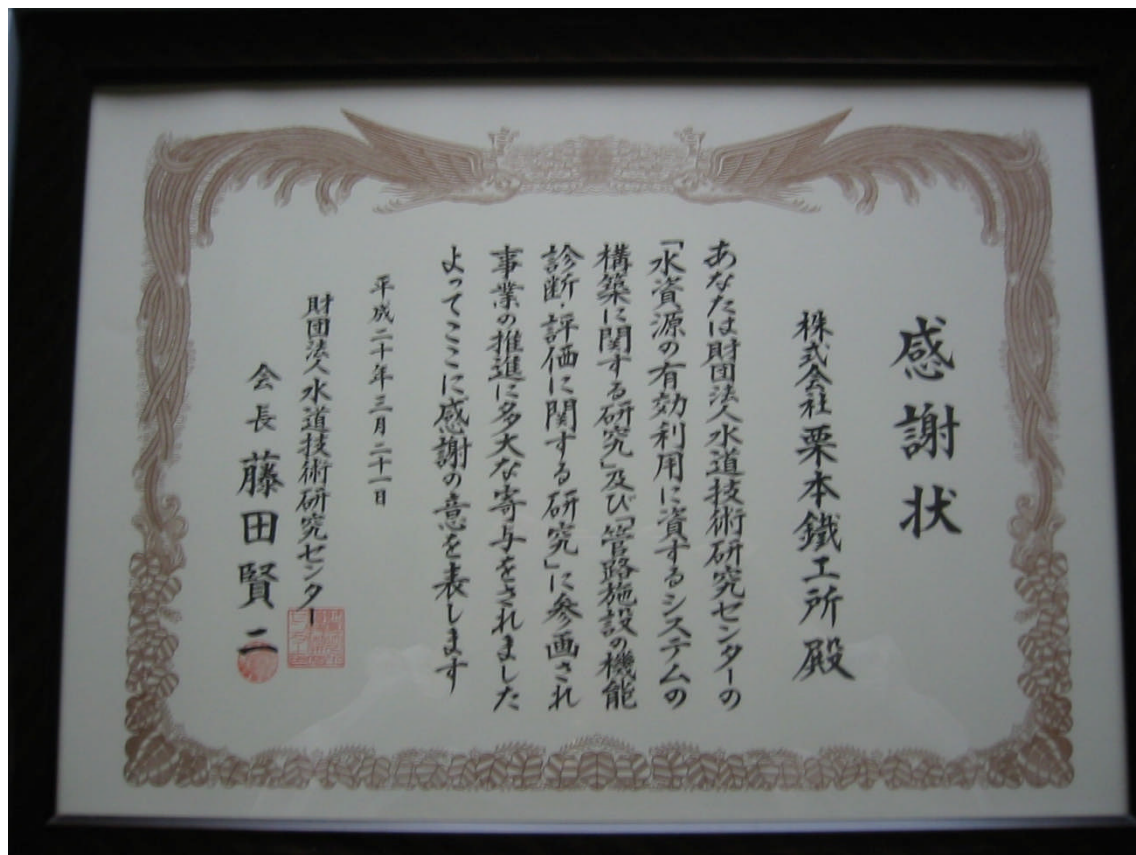 感謝状
株式会社栗本鐵工所殿
あなたは財団法人水道技術研究センターの
「水資源の有効利用に資するシステムの
構築に関する研究」及び「管路施設の機能
診断・評価に関する研究」に参画され
事業の推進に多大な寄与をされました
よってここに感謝の意を表します
平成二十年三月二十一日
財団法人水道技術研究センター
会長藤田賢二